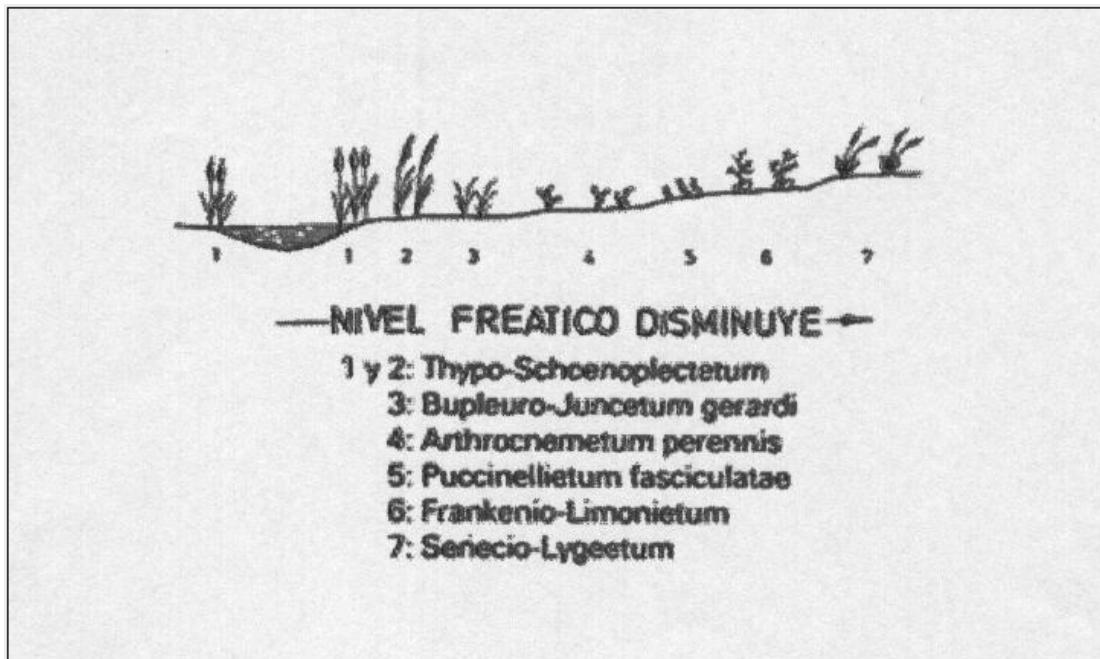 1 1 2 3 4 5 6 7
NIVEL FREATICO DISMINUYE
1 y 2: Thypo-Schoenoplectetum
3: Bupleuro-Juncetum gerardi
4: Arthrocnemetum perennis
5: Puccinellietum fasciculatae
6: Frankenio-Limonietum
7: Seriecio-Lygeetum